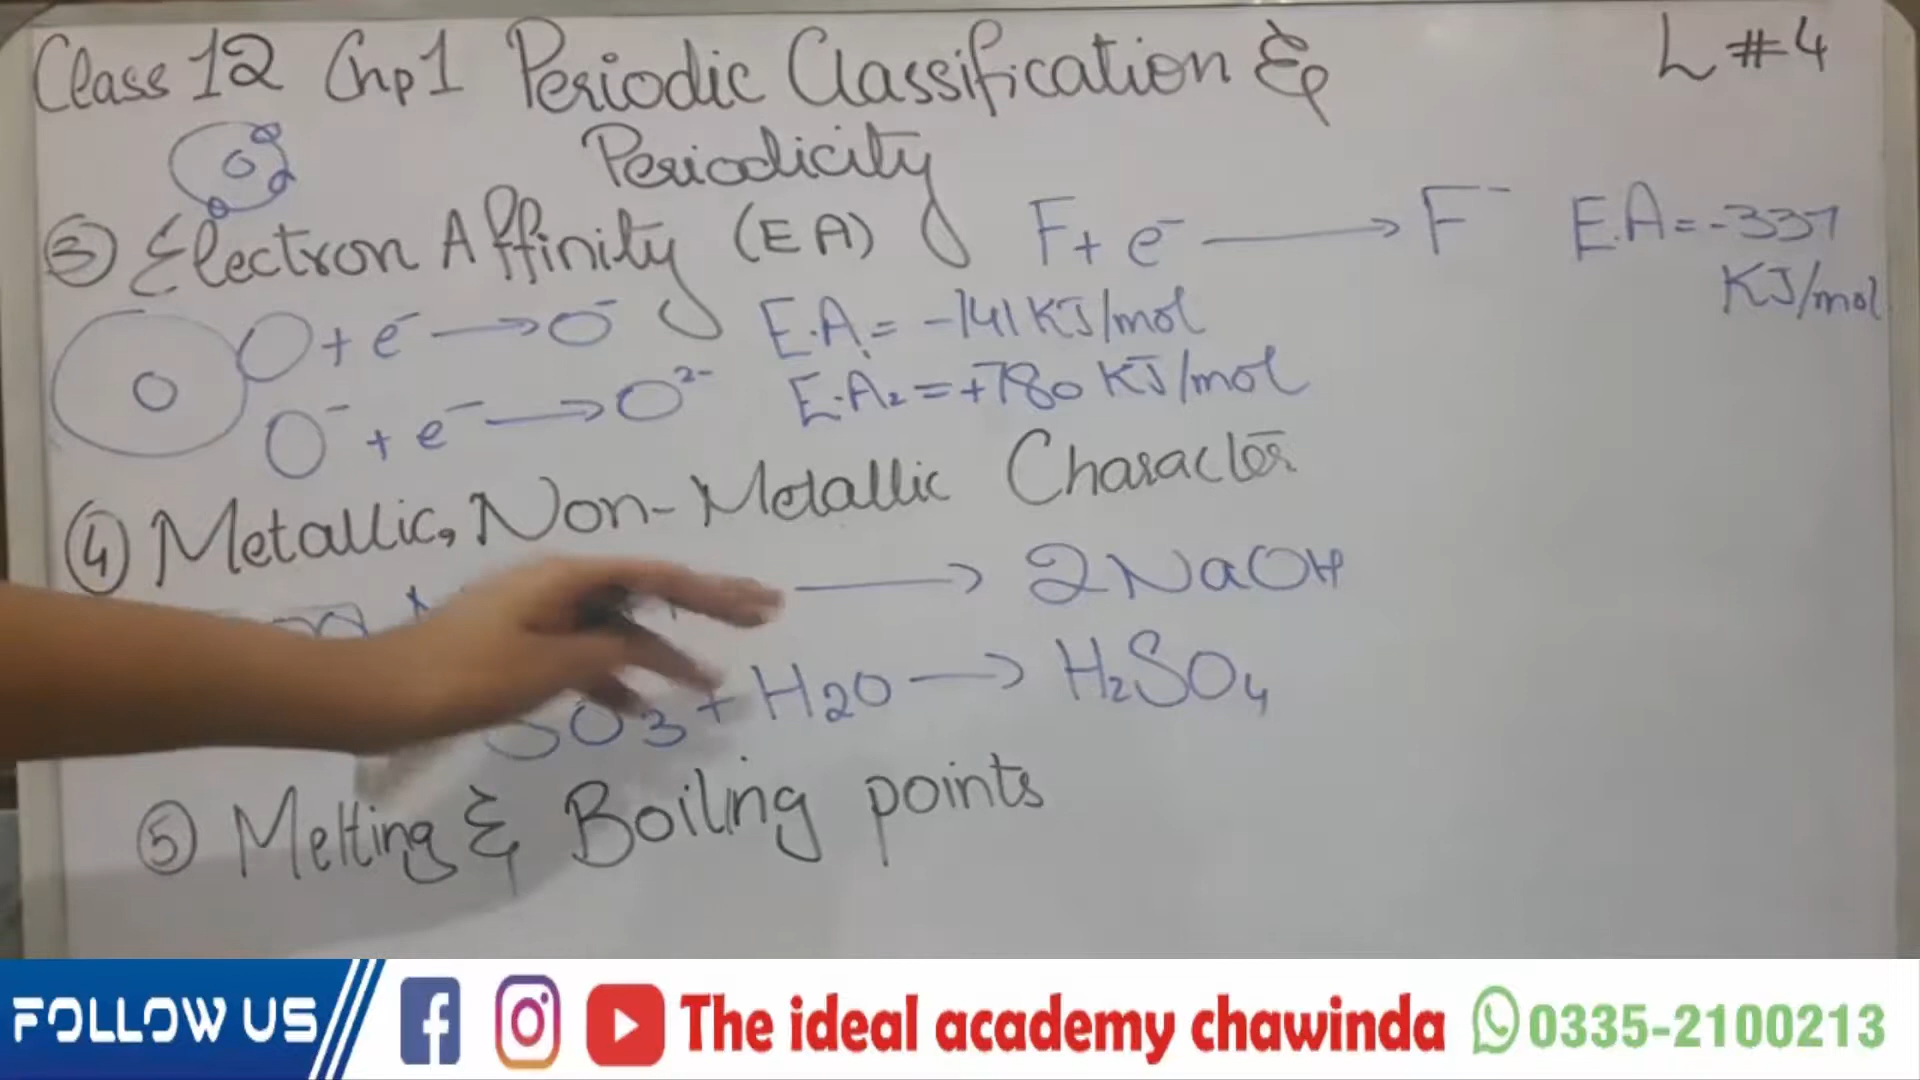 Class 12 Chp1 Periodic Classification & L #4
Periodicity
③ Electron Affinity (EA) F + e⁻ → F⁻ E.A = -337
KJ/mol
O + e⁻ → O⁻ E.A₁ = -141 KJ/mol
O⁻ + e⁻ → O²⁻ E.A₂ = +780 KJ/mol
④ Metallic, Non-Metallic Character
→ 2NaOH
SO3 + H2O → H₂SO₄
⑤ Melting & Boiling points
FOLLOW US The ideal academy chawinda 0335-2100213